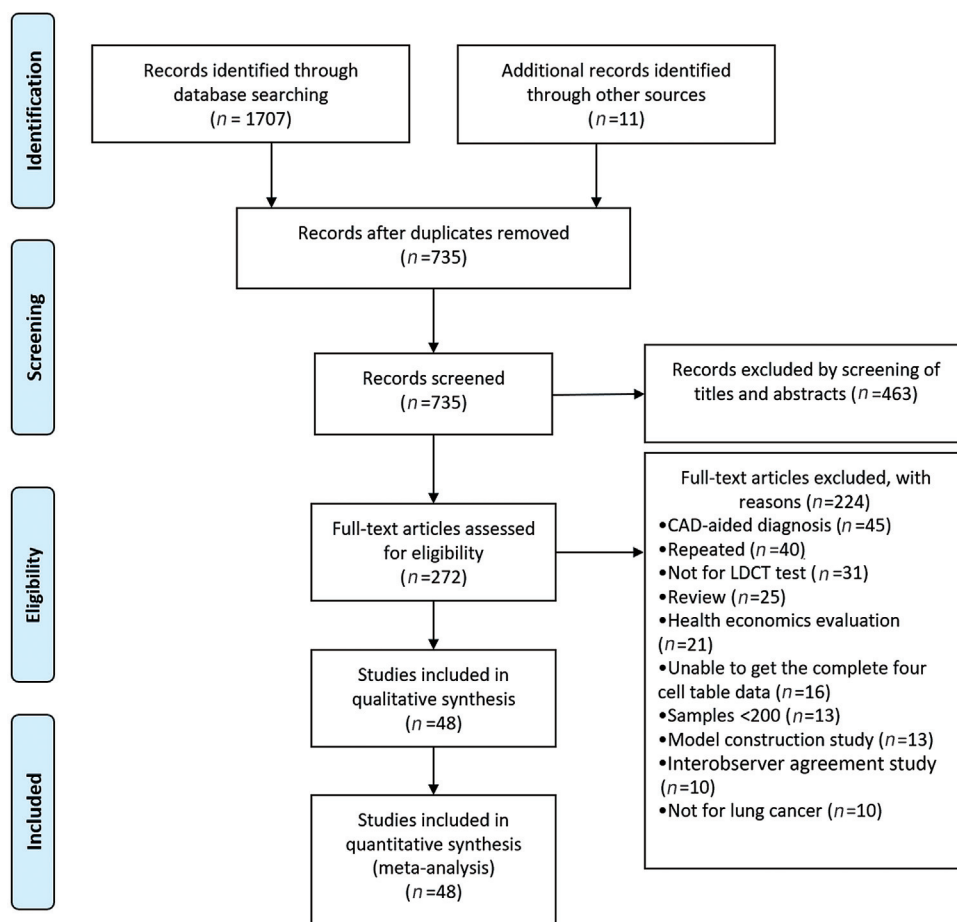 Identification
Records identified through
database searching
(n = 1707)
Additional records identified
through other sources
(n =11)
Records after duplicates removed
(n =735)
Screening
Records screened
(n =735)
Records excluded by screening of
titles and abstracts (n =463)
Eligibility
Full-text articles assessed
for eligibility
(n =272)
Full-text articles excluded, with
reasons (n =224)
•CAD-aided diagnosis (n =45)
•Repeated (n =40)
•Not for LDCT test (n =31)
•Review (n =25)
•Health economics evaluation
(n =21)
•Unable to get the complete four
cell table data (n =16)
•Samples <200 (n =13)
•Model construction study (n =13)
•Interobserver agreement study
(n =10)
•Not for lung cancer (n =10)
Studies included in
qualitative synthesis
(n =48)
Included
Studies included in
quantitative synthesis
(meta-analysis)
(n =48)